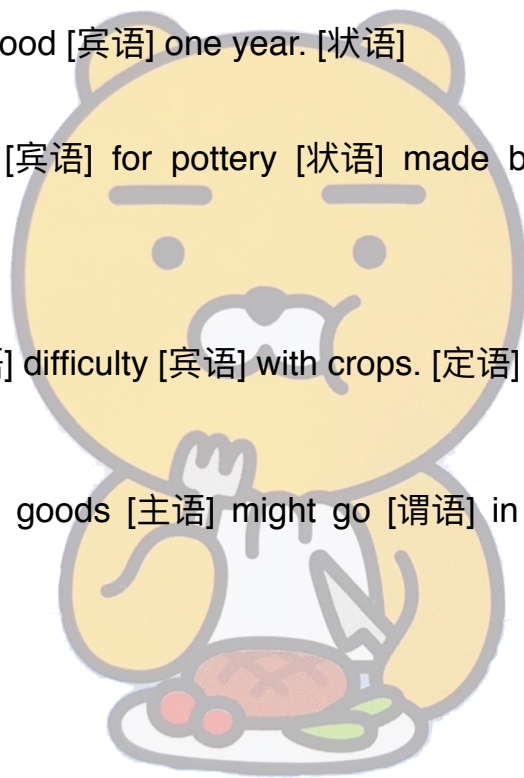 ood [宾语] one year. [状语]
[宾语] for pottery [状语] made b
] difficulty [宾语] with crops. [定语]
goods [主语] might go [谓语] in